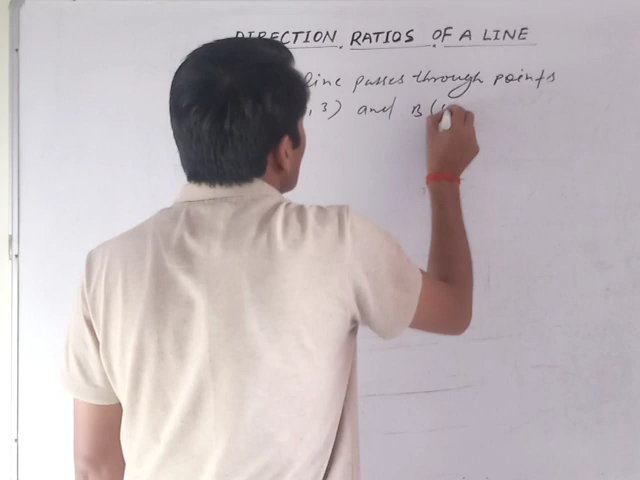 DIRECTION RATIOS OF A LINE
line passes through points
, 3) and B(